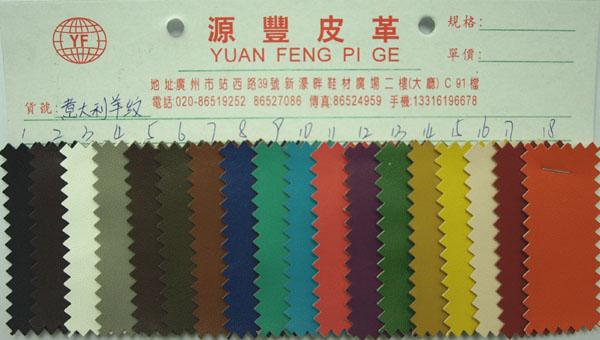 YF
源豐皮革
YUAN FENG PI GE
規格:
單價:
地址:廣州市站西路39號新濠畔鞋材廣場二樓(大廳)C91檔
電話:020-86519252 86527086 傳真:86524959 手機:13316196678
貨號: 意大利羊紋
1 2 3 4 5 6 7 8 9 10 11 12 13 14 15 16 17 18